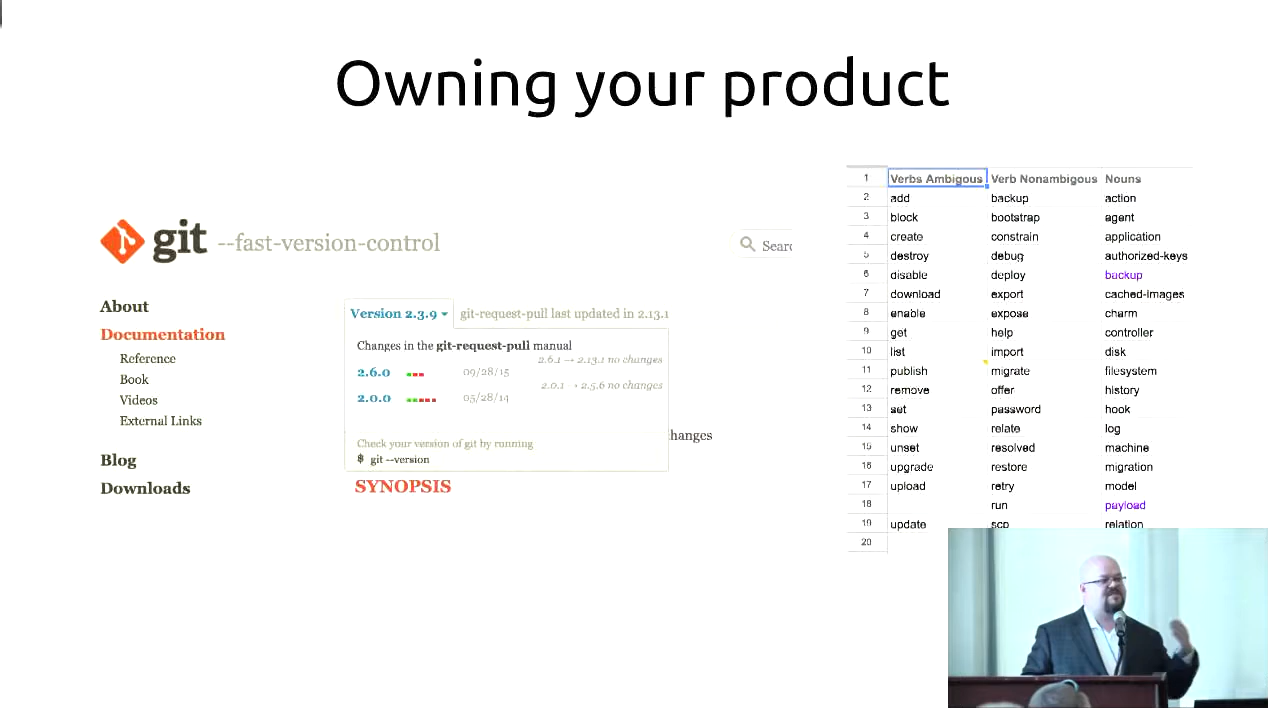 Owning your product
git --fast-version-control
Sear
About
Documentation
Reference
Book
Videos
External Links
Blog
Downloads
Version 2.3.9 ▾ git-request-pull last updated in 2.13.1
Changes in the git-request-pull manual
2.6.1 → 2.13.1 no changes
2.6.0 09/28/15
2.0.1 → 2.5.6 no changes
2.0.0 05/28/14
hanges
Check your version of git by running
$ git --version
SYNOPSIS
1 Verbs Ambigous Verb Nonambigous Nouns
2 add backup action
3 block bootstrap agent
4 create constrain application
5 destroy debug authorized-keys
6 disable deploy backup
7 download export cached-Images
8 enable expose charm
9 get help controller
10 list import disk
11 publish migrate filesystem
12 remove offer history
13 set password hook
14 show relate log
15 unset resolved machine
16 upgrade restore migration
17 upload retry model
18 run payload
19 update scp relation
20